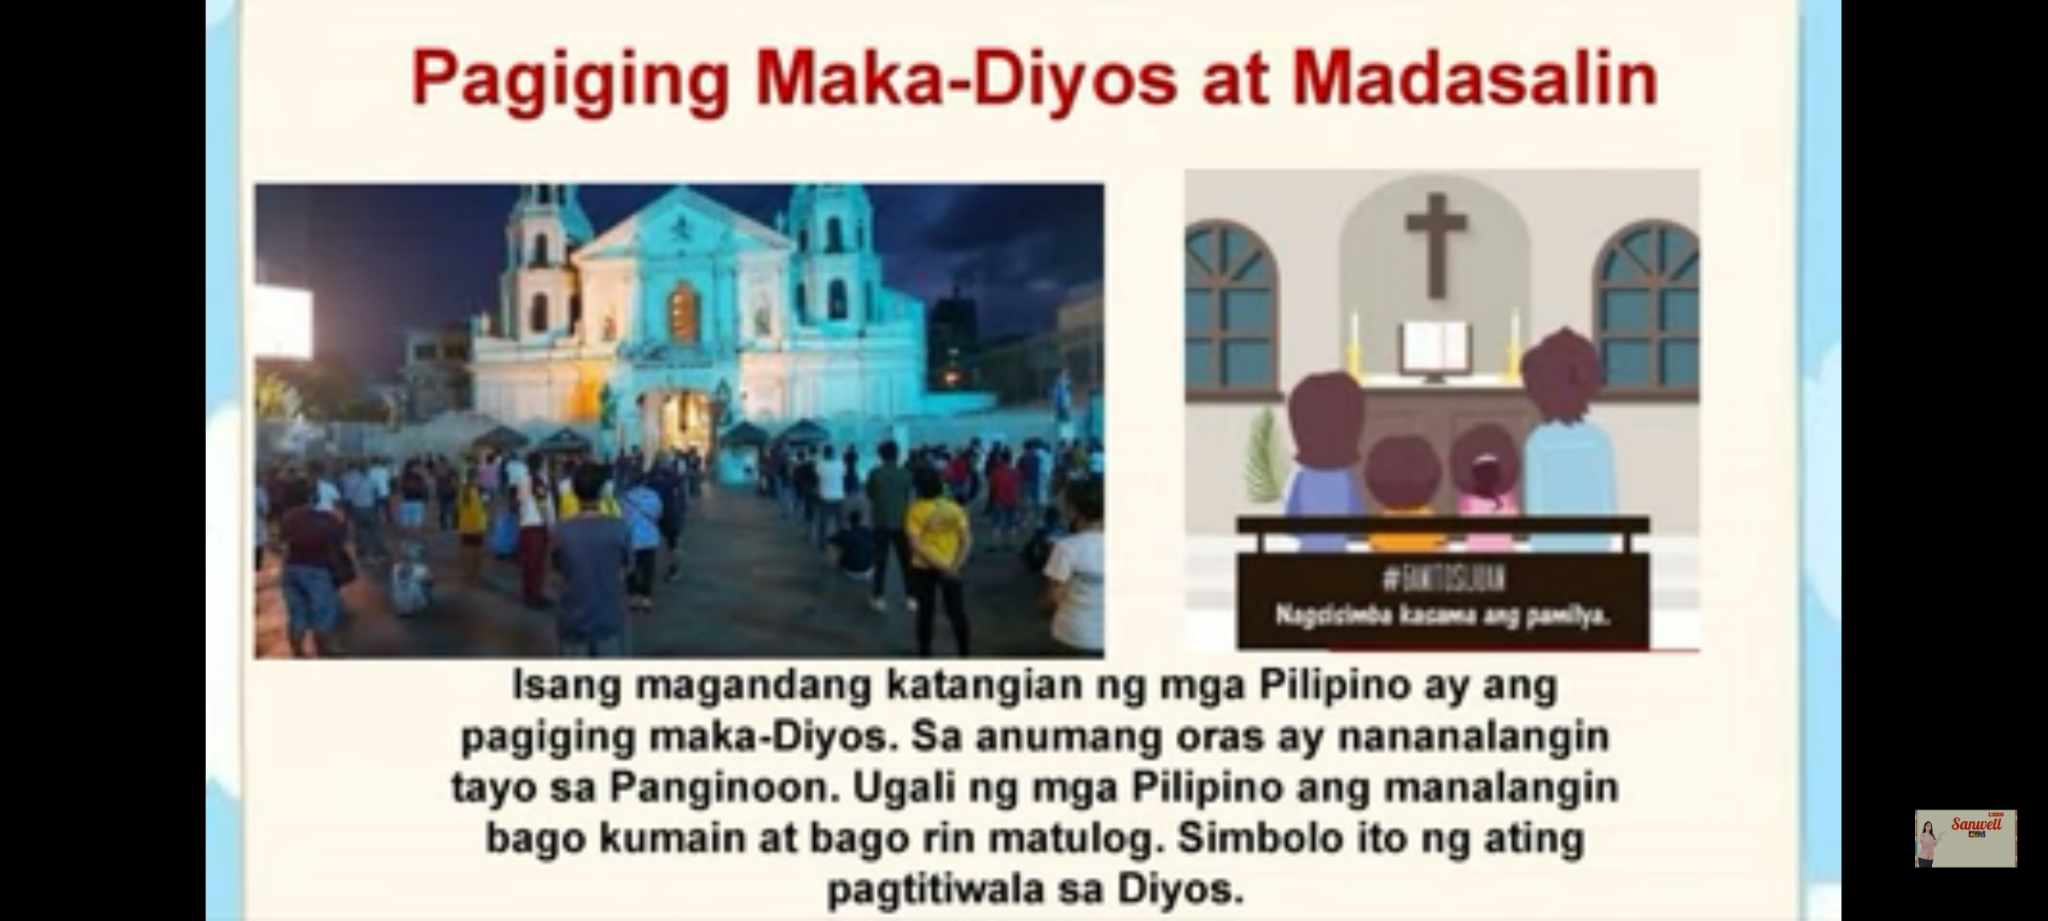 Pagiging Maka-Diyos at Madasalin
Nagsisimba kasama ang pamilya.
Isang magandang katangian ng mga Pilipino ay ang
pagiging maka-Diyos. Sa anumang oras ay nananalangin
tayo sa Panginoon. Ugali ng mga Pilipino ang manalangin
bago kumain at bago rin matulog. Simbolo ito ng ating
pagtitiwala sa Diyos.
Sanwell